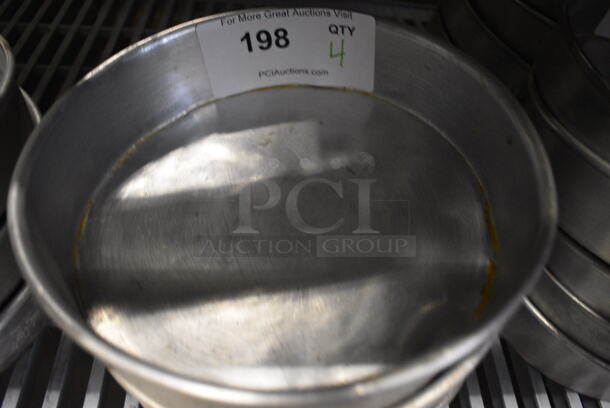 For More Great Auctions Visit
198
QTY
4
PCIAuctions.com
PCI
AUCTION GROUP